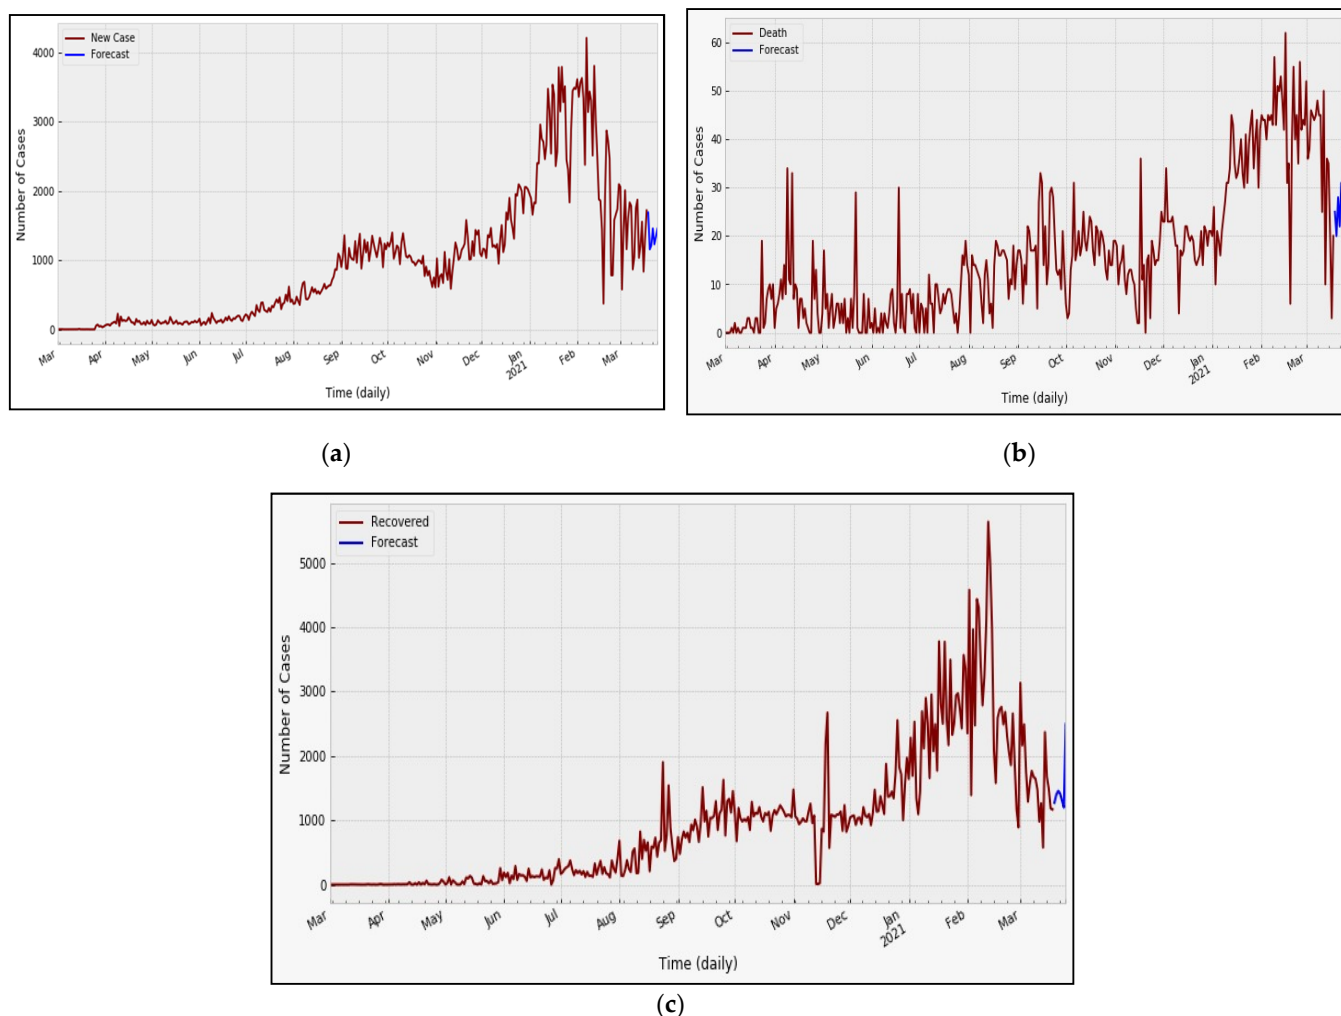 New Case
Forecast
Number of Cases
4000
3000
2000
1000
0
Mar Apr May Jun Jul Aug Sep Oct Nov Dec Jan 2021 Feb Mar
Time (daily)
(a)
Death
Forecast
Number of Cases
60
50
40
30
20
10
0
Mar Apr May Jun Jul Aug Sep Oct Nov Dec Jan 2021 Feb Mar
Time (daily)
(b)
Recovered
Forecast
Number of Cases
5000
4000
3000
2000
1000
0
Mar Apr May Jun Jul Aug Sep Oct Nov Dec Jan 2021 Feb Mar
Time (daily)
(c)